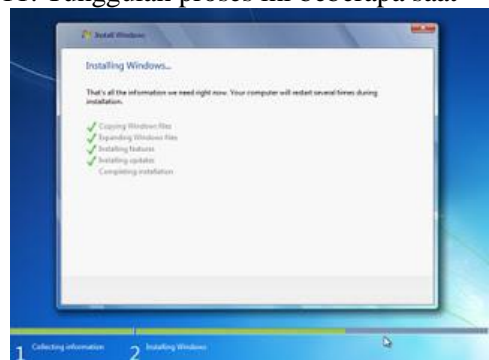 11. Tunggulah proses ini beberapa saat
Install Windows
Installing Windows...
That's all the information we need right now. Your computer will restart several times during
installation.
Copying Windows files
Expanding Windows files
Installing features
Installing updates
Completing installation
1 Collecting information
2 Installing Windows